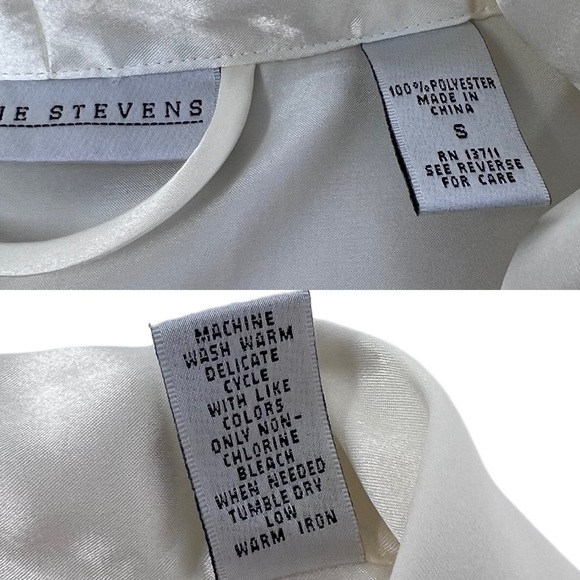 STEVENS
100% POLYESTER
MADE IN
CHINA
S
RN 13711
SEE REVERSE
FOR CARE
MACHINE
WASH WARM
DELICATE
CYCLE
WITH LIKE
COLORS
ONLY NON-
CHLORINE
BLEACH
WHEN NEEDED
TUMBLE DRY
LOW
WARM IRON